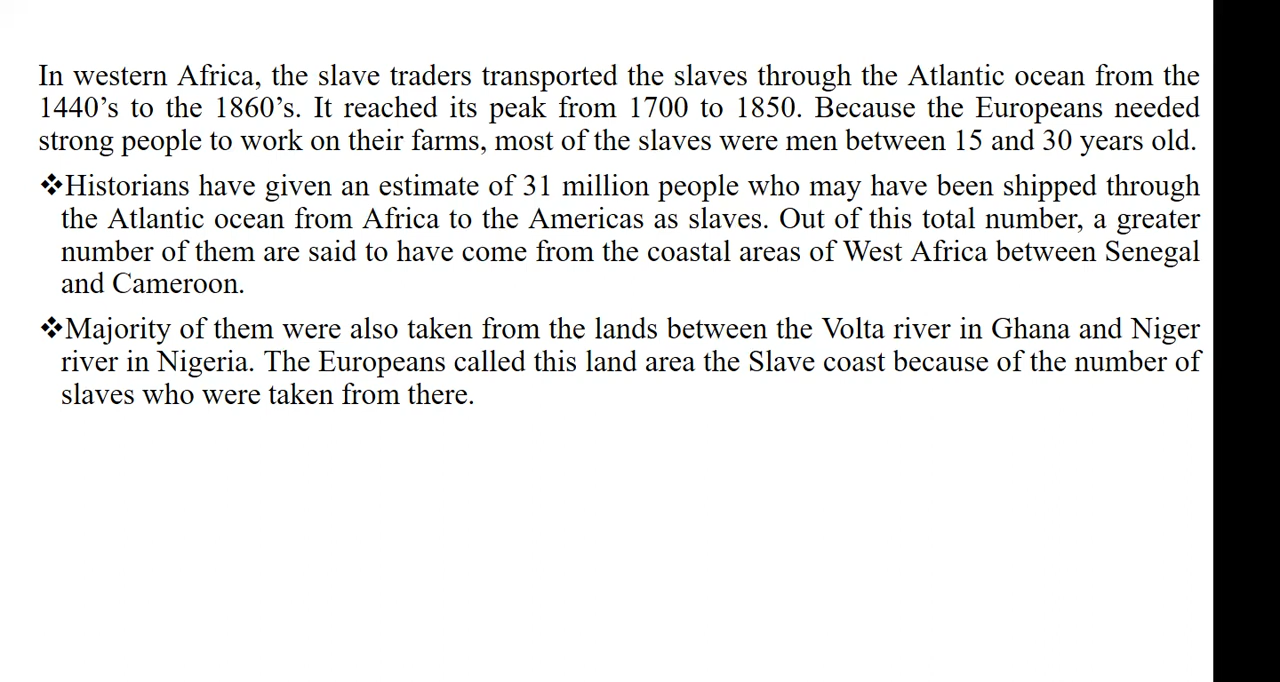 In western Africa, the slave traders transported the slaves through the Atlantic ocean from the
1440’s to the 1860’s. It reached its peak from 1700 to 1850. Because the Europeans needed
strong people to work on their farms, most of the slaves were men between 15 and 30 years old.
❖Historians have given an estimate of 31 million people who may have been shipped through
the Atlantic ocean from Africa to the Americas as slaves. Out of this total number, a greater
number of them are said to have come from the coastal areas of West Africa between Senegal
and Cameroon.
❖Majority of them were also taken from the lands between the Volta river in Ghana and Niger
river in Nigeria. The Europeans called this land area the Slave coast because of the number of
slaves who were taken from there.